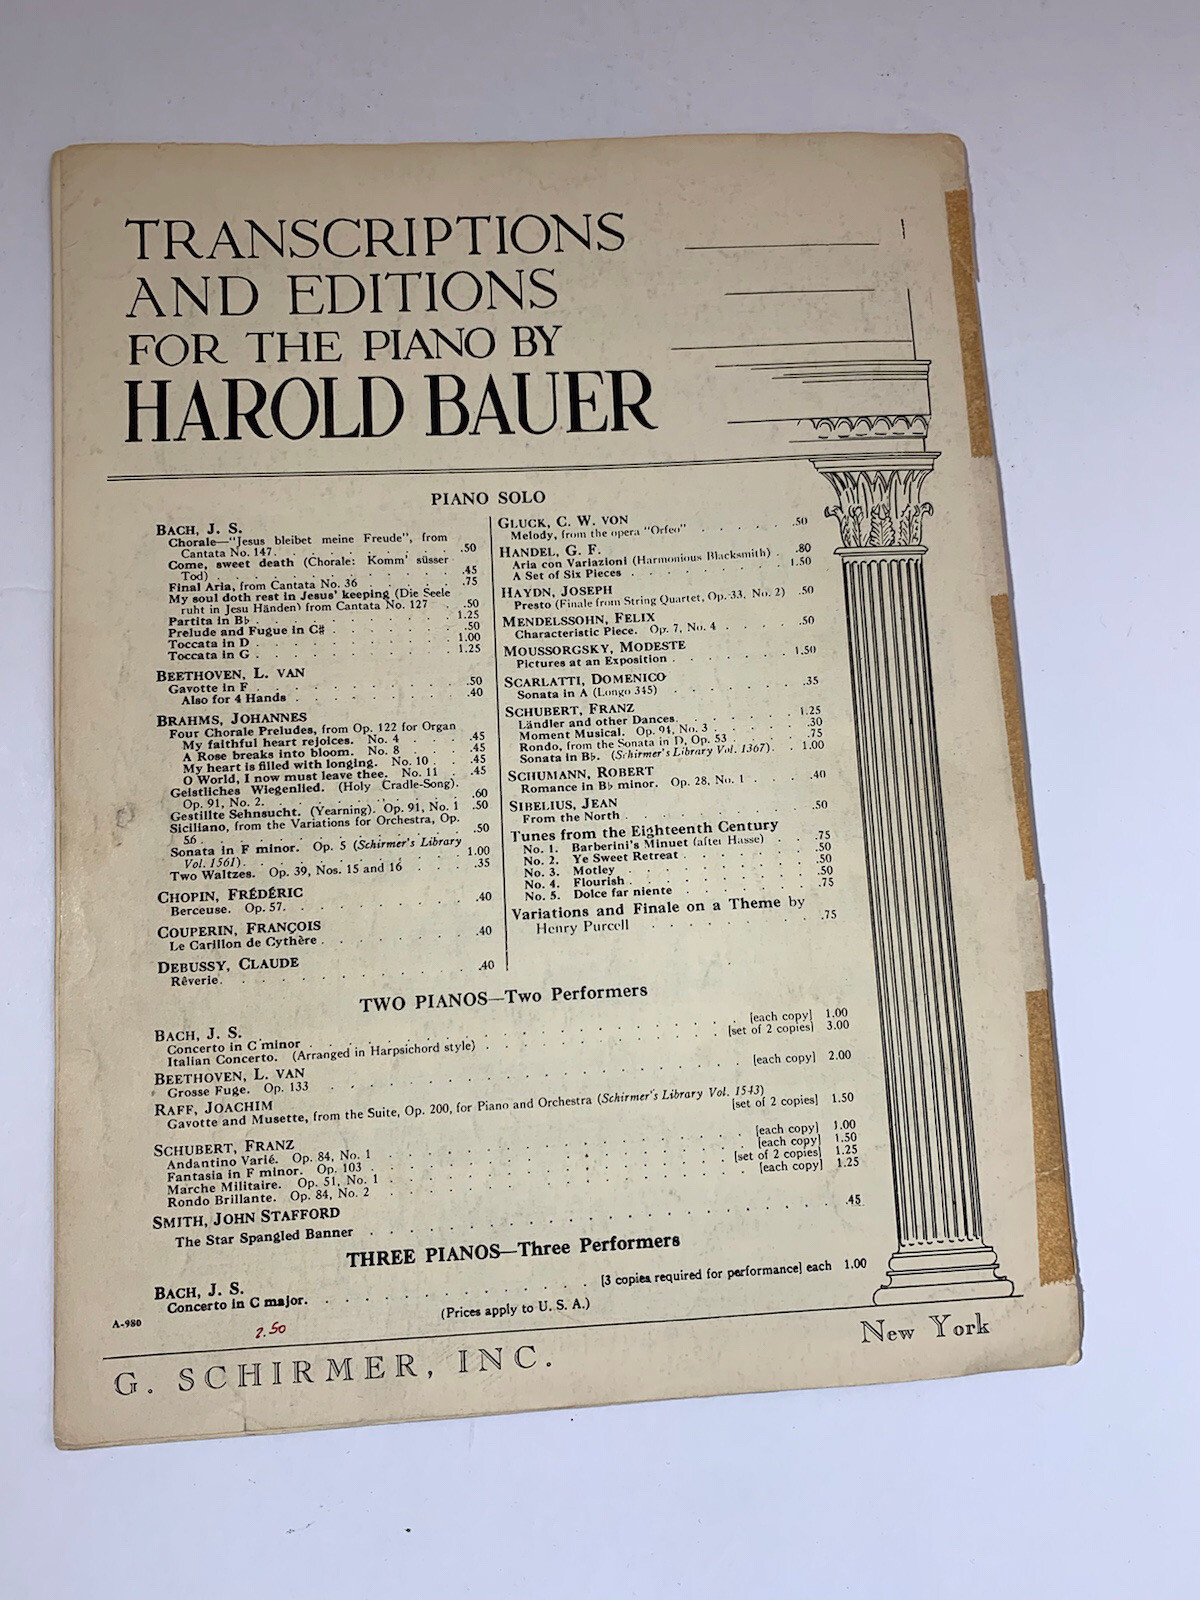 TRANSCRIPTIONS
AND EDITIONS
FOR THE PIANO BY
HAROLD BAUER
PIANO SOLO
BACH, J. S.
Chorale—"Jesus bleibet meine Freude", from
Cantata No. 147. .50
Come, sweet death (Chorale: Komm' süsser
Tod) .45
Final Aria, from Cantata No. 36 .75
My soul doth rest in Jesus' keeping (Die Seele
ruht in Jesu Händen) from Cantata No. 127 .50
Partita in B♭ 1.25
Prelude and Fugue in C♯ .50
Toccata in D 1.00
Toccata in G 1.25
BEETHOVEN, L. VAN
Gavotte in F .50
Also for 4 Hands .40
BRAHMS, JOHANNES
Four Chorale Preludes, from Op. 122 for Organ
My faithful heart rejoices. No. 4 .45
A Rose breaks into bloom. No. 8 .45
My heart is filled with longing. No. 10 .45
O World, I now must leave thee. No. 11 .45
Geistliches Wiegenlied. (Holy Cradle-Song).
Op. 91, No. 2. .60
Gestillte Sehnsucht. (Yearning). Op. 91, No. 1 .50
Siciliano, from the Variations for Orchestra, Op.
56 .50
Sonata in F minor. Op. 5 (Schirmer's Library
Vol. 1561). 1.00
Two Waltzes. Op. 39, Nos. 15 and 16 .35
CHOPIN, FRÉDÉRIC
Berceuse. Op. 57. .40
COUPERIN, FRANÇOIS
Le Carillon de Cythère .40
DEBUSSY, CLAUDE
Rêverie. .40
GLUCK, C. W. VON
Melody, from the opera "Orfeo" .50
HANDEL, G. F.
Aria con Variazioni (Harmonious Blacksmith) .80
A Set of Six Pieces 1.50
HAYDN, JOSEPH
Presto (Finale from String Quartet, Op. 33, No. 2) .50
MENDELSSOHN, FELIX
Characteristic Piece. Op. 7, No. 4 .50
MOUSSORGSKY, MODESTE
Pictures at an Exposition 1.50
SCARLATTI, DOMENICO
Sonata in A (Longo 345) .35
SCHUBERT, FRANZ
Ländler and other Dances. 1.25
Moment Musical. Op. 94, No. 3 .30
Rondo, from the Sonata in D, Op. 53 .75
Sonata in B♭. (Schirmer's Library Vol. 1367). 1.00
SCHUMANN, ROBERT
Romance in B♭ minor. Op. 28, No. 1 .40
SIBELIUS, JEAN
From the North .50
Tunes from the Eighteenth Century
No. 1. Barberini's Minuet (after Hasse) .75
No. 2. Ye Sweet Retreat .50
No. 3. Motley .50
No. 4. Flourish .50
No. 5. Dolce far niente .75
Variations and Finale on a Theme by
Henry Purcell .75
TWO PIANOS—Two Performers
BACH, J. S.
Concerto in C minor [each copy] 1.00
Italian Concerto. (Arranged in Harpsichord style) [set of 2 copies] 3.00
BEETHOVEN, L. VAN
Grosse Fuge. Op. 133 [each copy] 2.00
RAFF, JOACHIM
Gavotte and Musette, from the Suite, Op. 200, for Piano and Orchestra (Schirmer's Library Vol. 1543)
[set of 2 copies] 1.50
SCHUBERT, FRANZ
Andantino Varié. Op. 84, No. 1 [each copy] 1.00
Fantasia in F minor. Op. 103 [each copy] 1.50
Marche Militaire. Op. 51, No. 1 [set of 2 copies] 1.25
Rondo Brillante. Op. 84, No. 2 [each copy] 1.25
SMITH, JOHN STAFFORD
The Star Spangled Banner .45
THREE PIANOS—Three Performers
BACH, J. S.
Concerto in C major. [3 copies required for performance] each 1.00
(Prices apply to U. S. A.)
A-980
2.50
G. SCHIRMER, INC.
New York